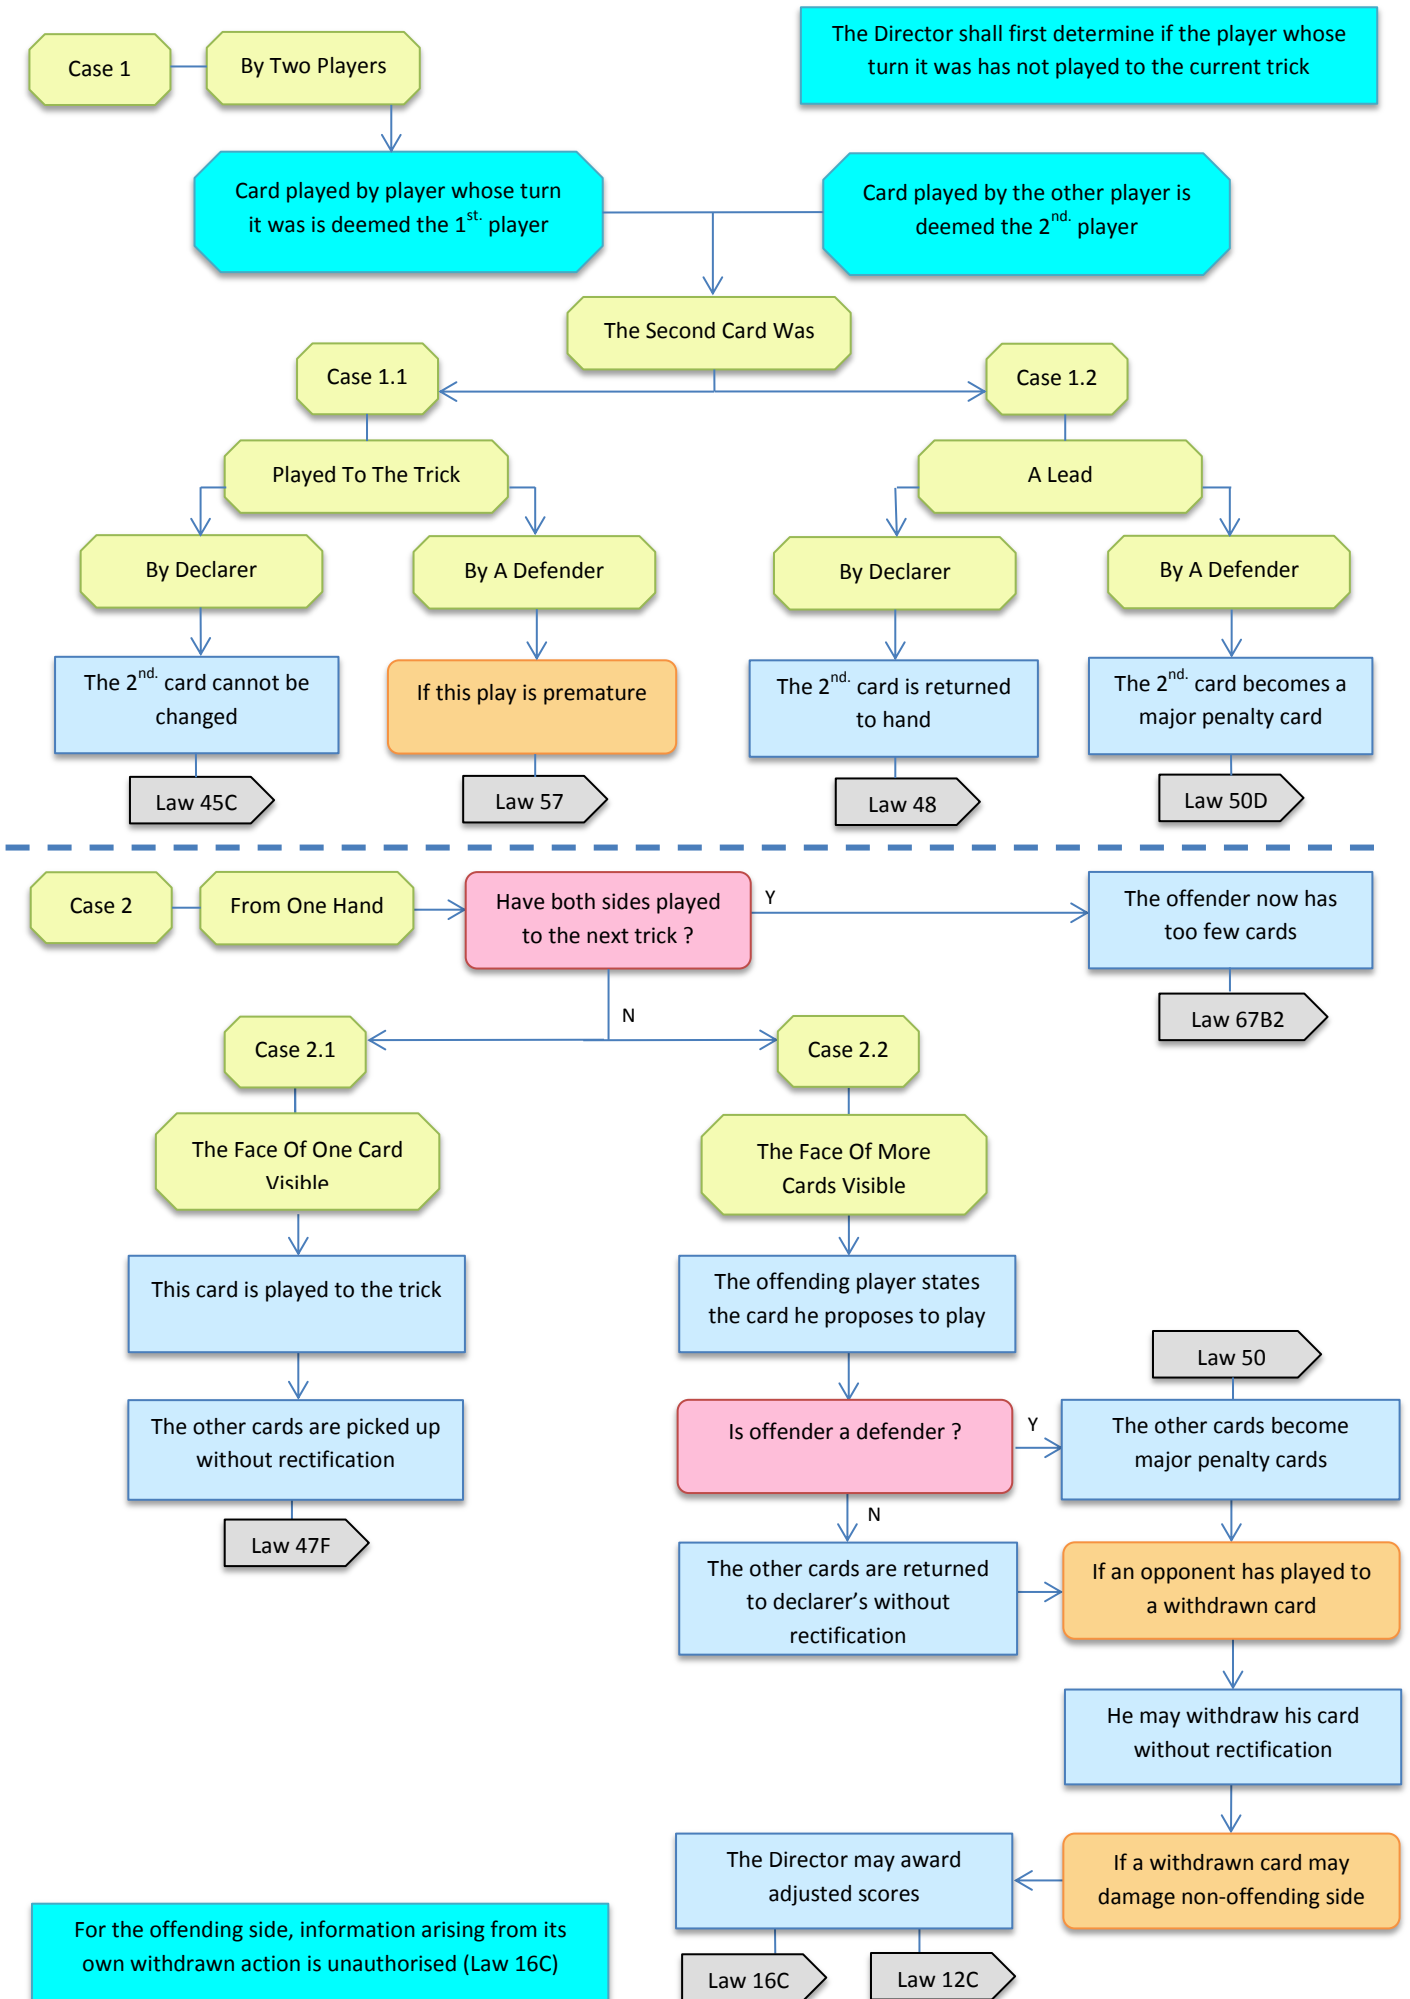 Case 1
By Two Players
The Director shall first determine if the player whose
turn it was has not played to the current trick
Card played by player whose turn
it was is deemed the 1st. player
Card played by the other player is
deemed the 2nd. player
The Second Card Was
Case 1.1
Case 1.2
Played To The Trick
A Lead
By Declarer
By A Defender
By Declarer
By A Defender
The 2nd. card cannot be
changed
If this play is premature
The 2nd. card is returned
to hand
The 2nd. card becomes a
major penalty card
Law 45C
Law 57
Law 48
Law 50D
Case 2
From One Hand
Have both sides played
to the next trick ?
Y
The offender now has
too few cards
N
Law 67B2
Case 2.1
Case 2.2
The Face Of One Card
Visible
The Face Of More
Cards Visible
This card is played to the trick
The offending player states
the card he proposes to play
Law 50
The other cards are picked up
without rectification
Is offender a defender ?
Y
The other cards become
major penalty cards
N
Law 47F
The other cards are returned
to declarer’s without
rectification
If an opponent has played to
a withdrawn card
He may withdraw his card
without rectification
The Director may award
adjusted scores
If a withdrawn card may
damage non-offending side
For the offending side, information arising from its
own withdrawn action is unauthorised (Law 16C)
Law 16C
Law 12C